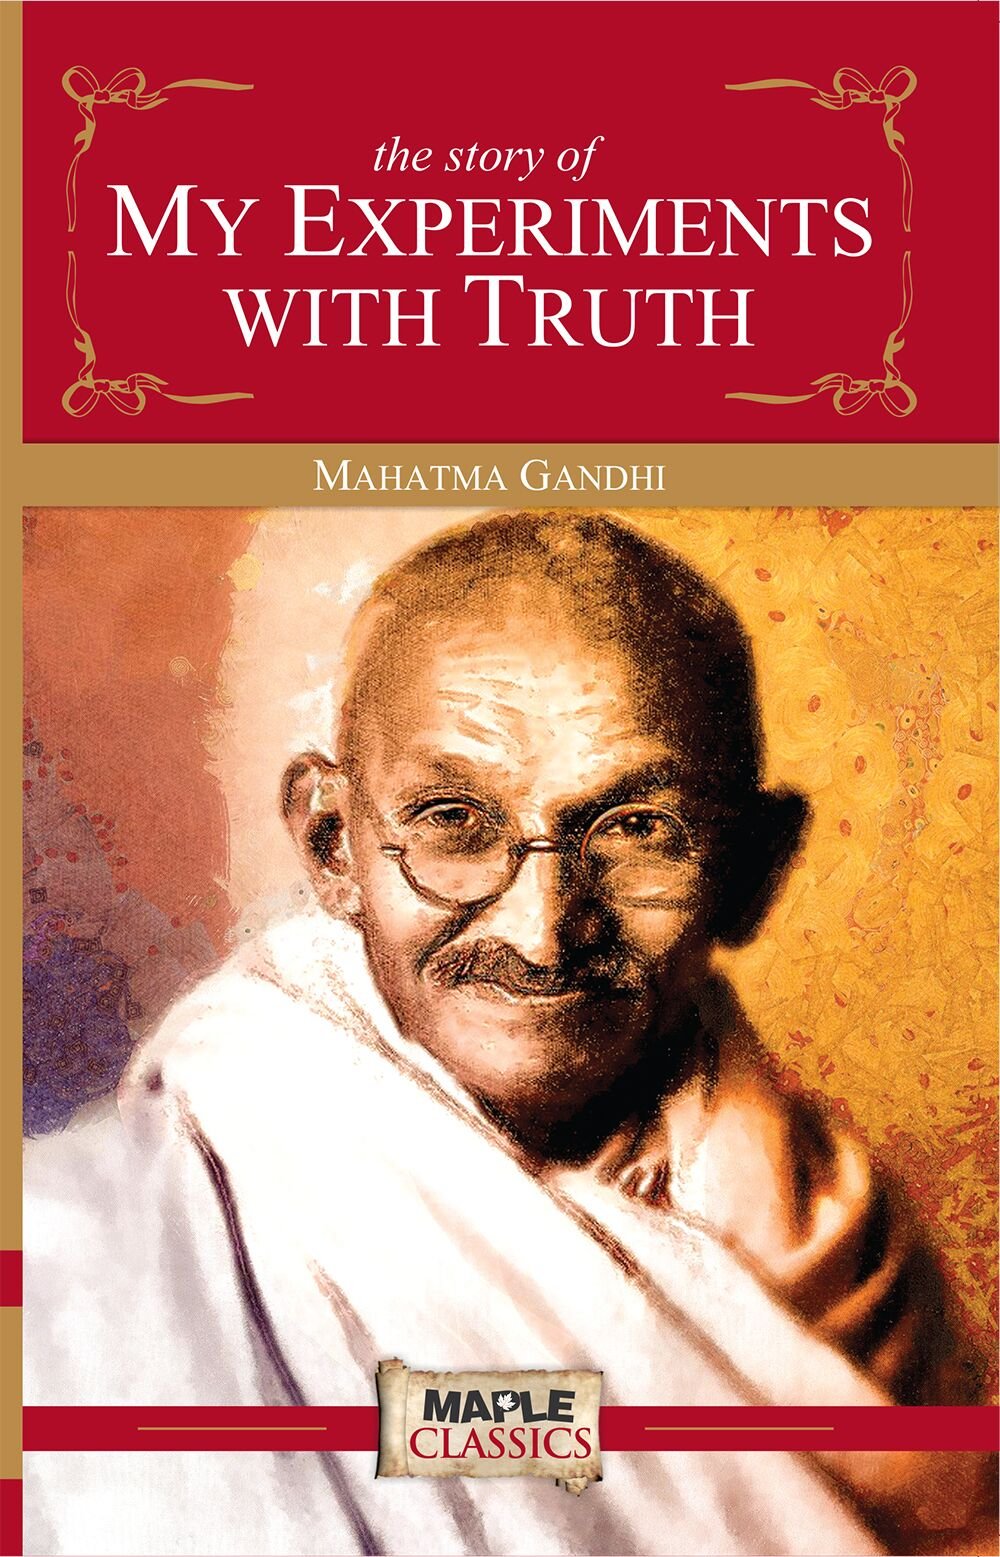 the story of
MY EXPERIMENTS
WITH TRUTH
MAHATMA GANDHI
MAPLE
CLASSICS